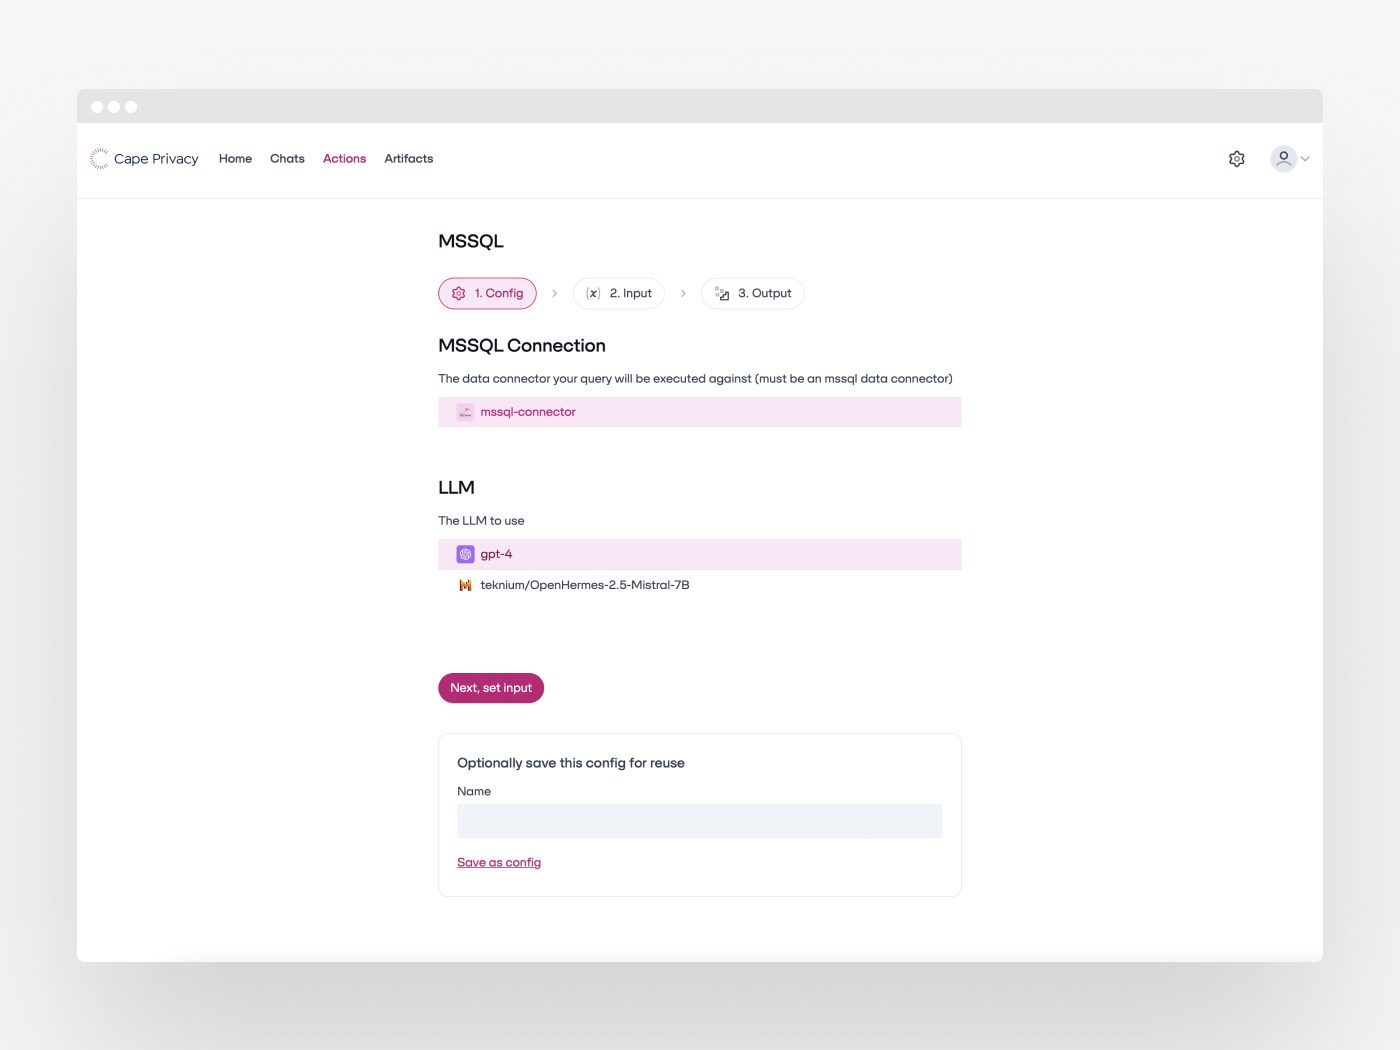 Cape Privacy Home Chats Actions Artifacts
MSSQL
1. Config (x) 2. Input 3. Output
MSSQL Connection
The data connector your query will be executed against (must be an mssql data connector)
mssql-connector
LLM
The LLM to use
gpt-4
teknium/OpenHermes-2.5-Mistral-7B
Next, set input
Optionally save this config for reuse
Name
Save as config